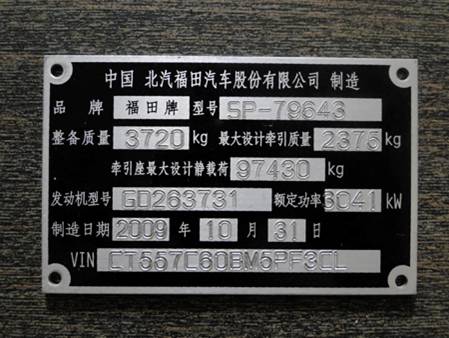 中国 北汽福田汽车股份有限公司 制造
品 牌 福田牌 型号 SP-79643
整备质量 3720 kg 最大设计牵引质量 2375 kg
牵引座最大设计静载荷 97430 kg
发动机型号 GD263731 额定功率 3041 kW
制造日期 2009 年 10 月 31 日
VIN CT557C60BM5PF3CL